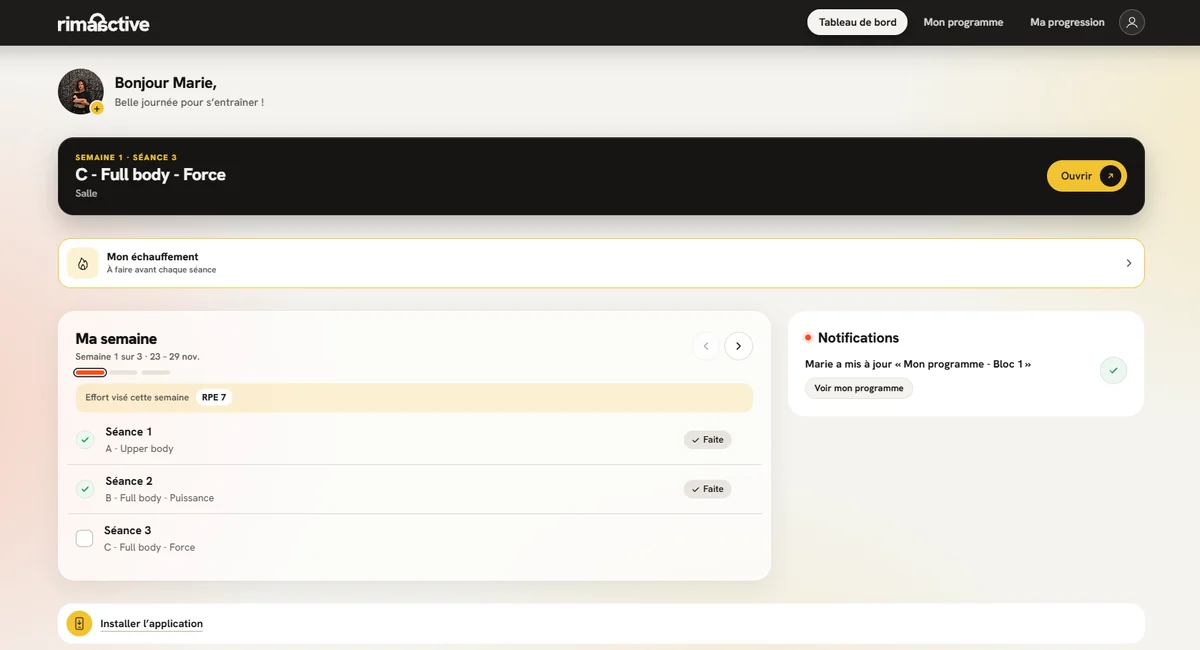 rimaactive
Tableau de bord
Mon programme
Ma progression
Bonjour Marie,
Belle journée pour s’entraîner !
SEMAINE 1 · SÉANCE 3
C - Full body - Force
Salle
Ouvrir
Mon échauffement
À faire avant chaque séance
Ma semaine
Semaine 1 sur 3 · 23 – 29 nov.
Effort visé cette semaine RPE 7
Séance 1
A - Upper body
Faite
Séance 2
B - Full body - Puissance
Faite
Séance 3
C - Full body - Force
Notifications
Marie a mis à jour « Mon programme - Bloc 1 »
Voir mon programme
Installer l’application